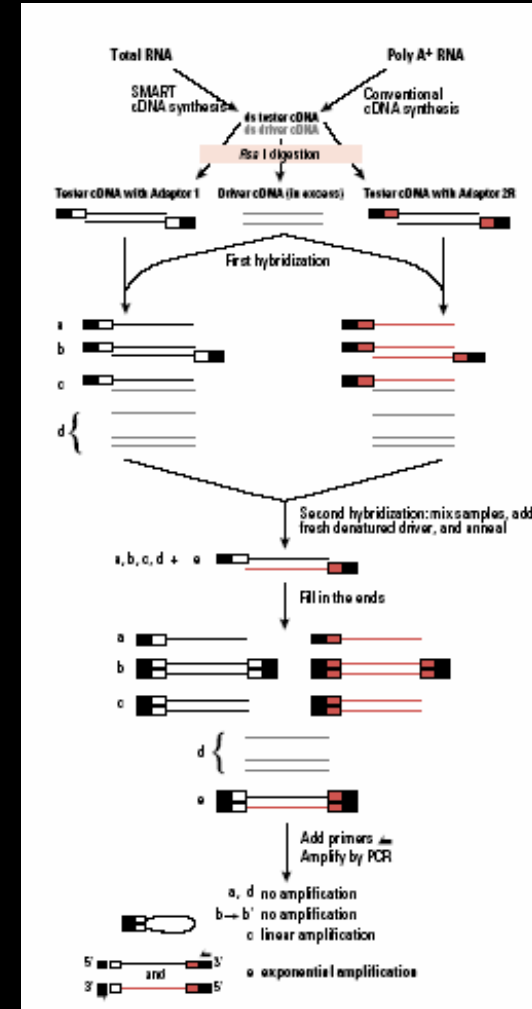 Total RNA
Poly A+ RNA
SMART
cDNA synthesis
Conventional
cDNA synthesis
ds tester cDNA
ds driver cDNA
Rsa I digestion
Tester cDNA with Adaptor 1
Driver cDNA (in excess)
Tester cDNA with Adaptor 2R
First hybridization
a
b
c
d {
Second hybridization: mix samples, add
fresh denatured driver, and anneal
a, b, c, d + e
Fill in the ends
a
b
c
d {
e
Add primers
Amplify by PCR
a, d no amplification
b→b' no amplification
c linear amplification
5' 3'
and
e exponential amplification
3' 5'